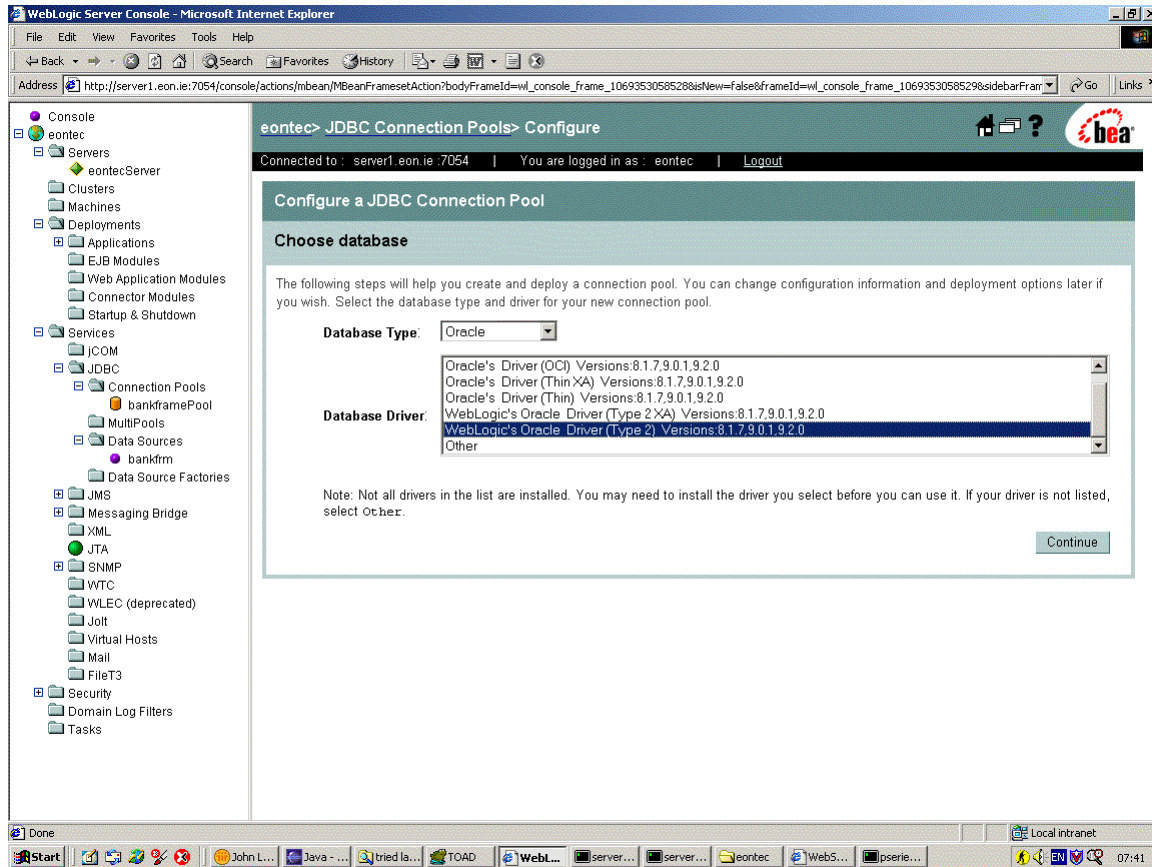 WebLogic Server Console - Microsoft Internet Explorer
File Edit View Favorites Tools Help
Back Search Favorites History
Address http://server1.eon.ie:7054/console/actions/mbean/MBeanFramesetAction?bodyFrameId=wl_console_frame_1069353058528&isNew=false&frameId=wl_console_frame_1069353058529&sidebarFram Go Links
Console
eontec
Servers
eontecServer
Clusters
Machines
Deployments
Applications
EJB Modules
Web Application Modules
Connector Modules
Startup & Shutdown
Services
jCOM
JDBC
Connection Pools
bankframePool
MultiPools
Data Sources
bankfrm
Data Source Factories
JMS
Messaging Bridge
XML
JTA
SNMP
WTC
WLEC (deprecated)
Jolt
Virtual Hosts
Mail
FileT3
Security
Domain Log Filters
Tasks
eontec> JDBC Connection Pools> Configure
bea
Connected to : server1.eon.ie :7054 | You are logged in as : eontec | Logout
Configure a JDBC Connection Pool
Choose database
The following steps will help you create and deploy a connection pool. You can change configuration information and deployment options later if
you wish. Select the database type and driver for your new connection pool.
Database Type: Oracle
Database Driver:
Oracle's Driver (OCI) Versions:8.1.7,9.0.1,9.2.0
Oracle's Driver (Thin XA) Versions:8.1.7,9.0.1,9.2.0
Oracle's Driver (Thin) Versions:8.1.7,9.0.1,9.2.0
WebLogic's Oracle Driver (Type 2 XA) Versions:8.1.7,9.0.1,9.2.0
WebLogic's Oracle Driver (Type 2) Versions:8.1.7,9.0.1,9.2.0
Other
Note: Not all drivers in the list are installed. You may need to install the driver you select before you can use it. If your driver is not listed,
select Other.
Continue
Done Local intranet
Start John L... Java - ... tried la... TOAD WebL... server... server... eontec WebS... pserie... EN 07:41